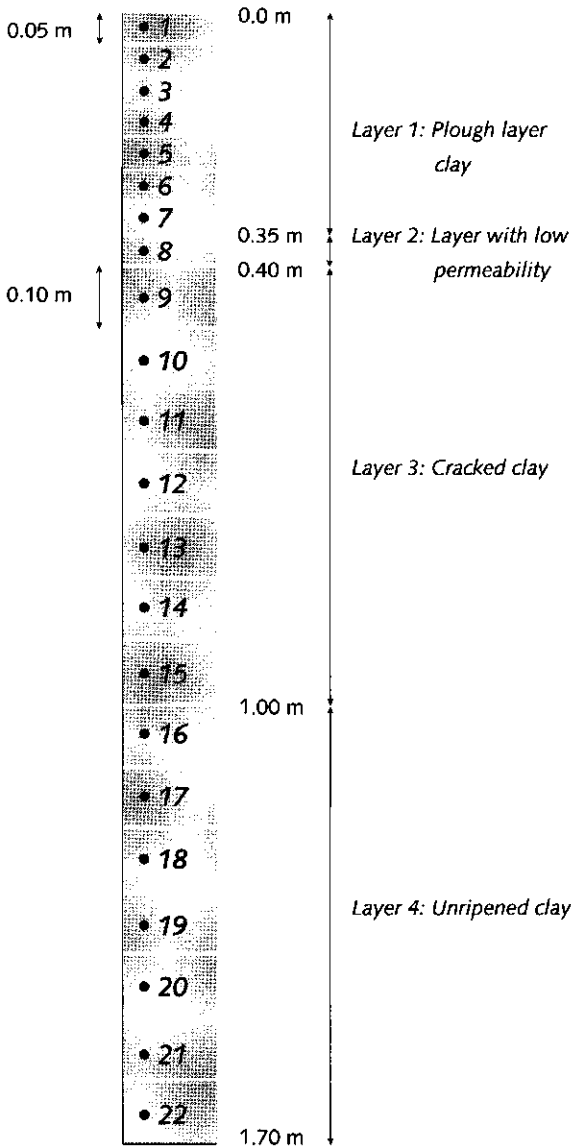 0.05 m
0.0 m
1
2
3
4
5
6
7
8
Layer 1: Plough layer
clay
0.35 m
Layer 2: Layer with low
permeability
0.40 m
0.10 m
9
10
11
12
13
14
15
Layer 3: Cracked clay
1.00 m
16
17
18
19
20
21
22
Layer 4: Unripened clay
1.70 m